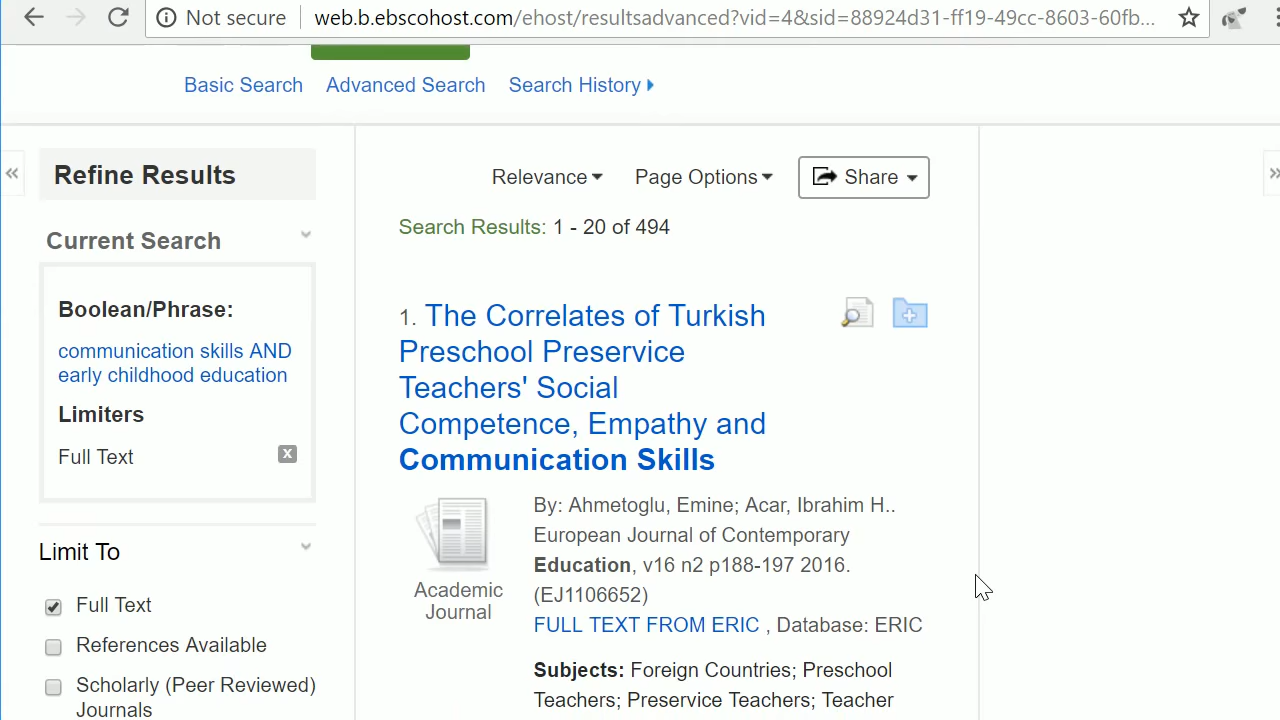 Not secure
web.b.ebscohost.com/ehost/resultsadvanced?vid=4&sid=88924d31-ff19-49cc-8603-60fb...
Basic Search
Advanced Search
Search History
Refine Results
Current Search
Boolean/Phrase:
communication skills AND
early childhood education
Limiters
Full Text
x
Limit To
Full Text
References Available
Scholarly (Peer Reviewed)
Journals
Relevance
Page Options
Share
Search Results: 1 - 20 of 494
1. The Correlates of Turkish
Preschool Preservice
Teachers' Social
Competence, Empathy and
Communication Skills
Academic
Journal
By: Ahmetoglu, Emine; Acar, Ibrahim H..
European Journal of Contemporary
Education, v16 n2 p188-197 2016.
(EJ1106652)
FULL TEXT FROM ERIC , Database: ERIC
Subjects: Foreign Countries; Preschool
Teachers; Preservice Teachers; Teacher